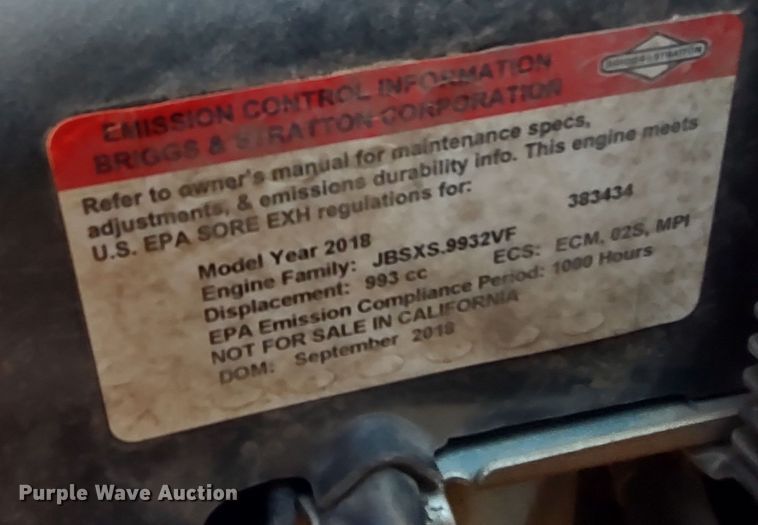 EMISSION CONTROL INFORMATION
BRIGGS & STRATTON CORPORATION
BRIGGS & STRATTON
Refer to owner's manual for maintenance specs,
adjustments, & emissions durability info. This engine meets
U.S. EPA SORE EXH regulations for:
383434
Model Year 2018
Engine Family: JBSXS.9932VF
Displacement: 993 cc ECS: ECM, 02S, MPI
EPA Emission Compliance Period: 1000 Hours
NOT FOR SALE IN CALIFORNIA
DOM: September 2018
Purple Wave Auction